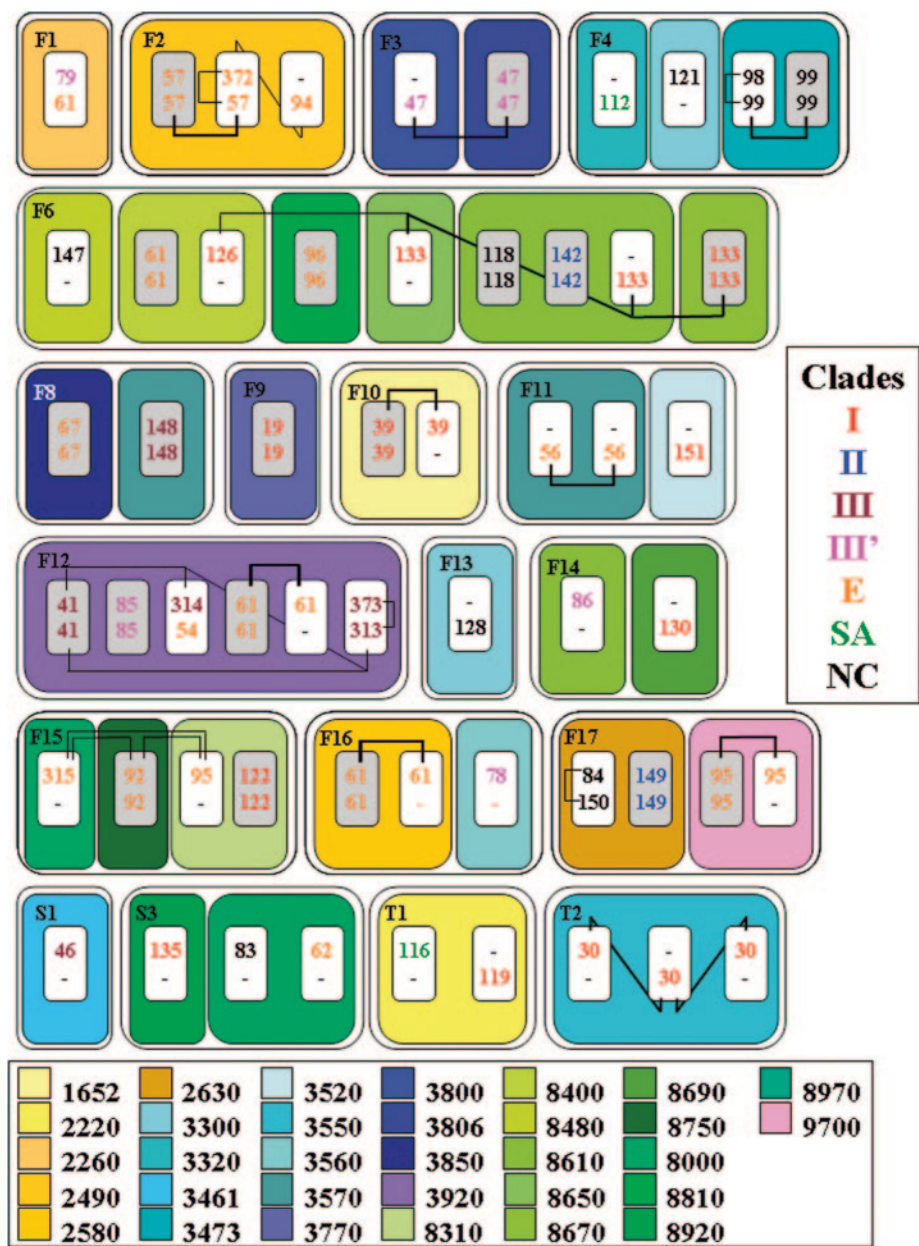 F1 F2 F3 F4
79 57 372 - - 47 - 121 98 99
61 57 57 94 47 47 112 - 99 99
F6
147 61 126 96 133 118 142 - 133
- 61 - 96 - 118 142 133 133
F8 F9 F10 F11
67 148 19 39 39 - - -
67 148 19 39 - 56 56 151
F12 F13 F14
41 85 314 61 61 373 - 86 -
41 85 54 61 - 313 128 - 130
F15 F16 F17
315 92 95 122 61 61 78 84 149 95 95
- 92 - 122 61 - - 150 149 95 -
S1 S3 T1 T2
46 135 83 62 116 - 30 - 30
- - - - - 119 - 30 -
Clades
I
II
III
III'
E
SA
NC
1652 2630 3520 3800 8400 8690 8970
2220 3300 3550 3806 8480 8750 9700
2260 3320 3560 3850 8610 8000
2490 3461 3570 3920 8650 8810
2580 3473 3770 8310 8670 8920